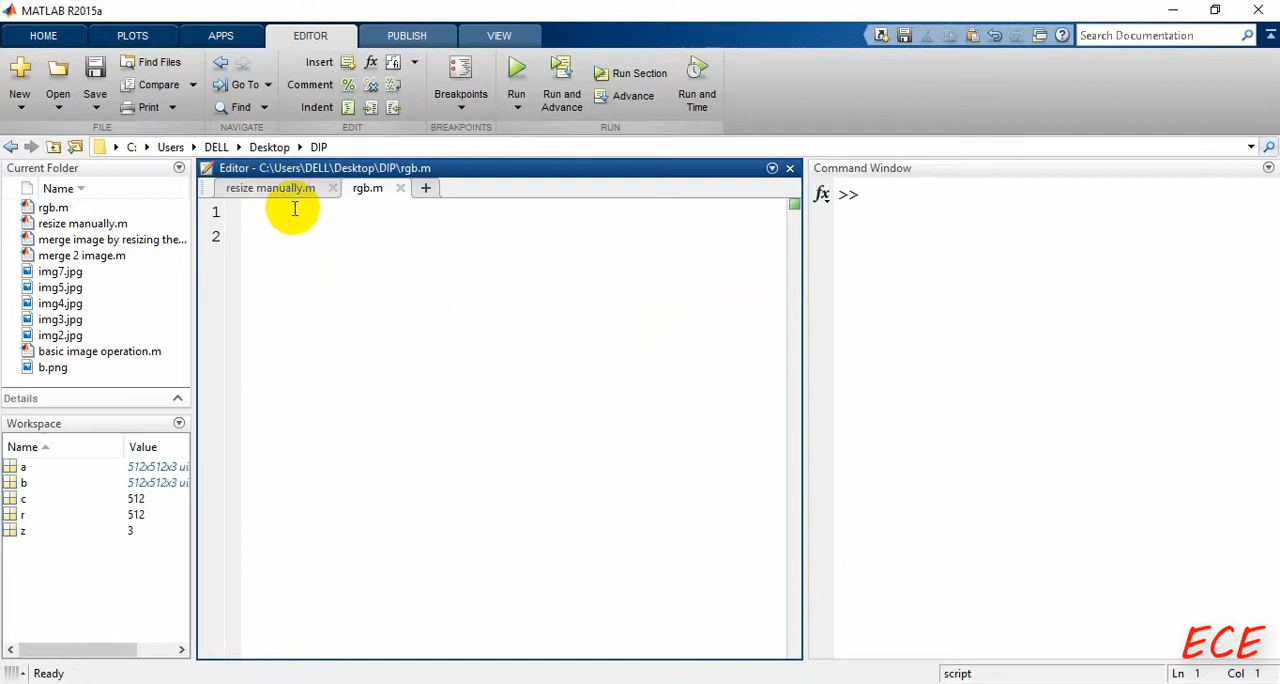 MATLAB R2015a
HOME PLOTS APPS EDITOR PUBLISH VIEW Search Documentation
New Open Save Find Files Compare Print
Go To Find
Insert fx Comment % Indent
Breakpoints Run Run and Advance Run Section Advance Run and Time
FILE NAVIGATE EDIT BREAKPOINTS RUN
C: Users DELL Desktop DIP
Current Folder
Name
rgb.m
resize manually.m
merge image by resizing the...
merge 2 image.m
img7.jpg
img5.jpg
img4.jpg
img3.jpg
img2.jpg
basic image operation.m
b.png
Details
Workspace
Name Value
a 512x512x3 ui
b 512x512x3 ui
c 512
r 512
z 3
Editor - C:\Users\DELL\Desktop\DIP\rgb.m
resize manually.m rgb.m
1
2
Command Window
fx >>
ECE
Ready script Ln 1 Col 1